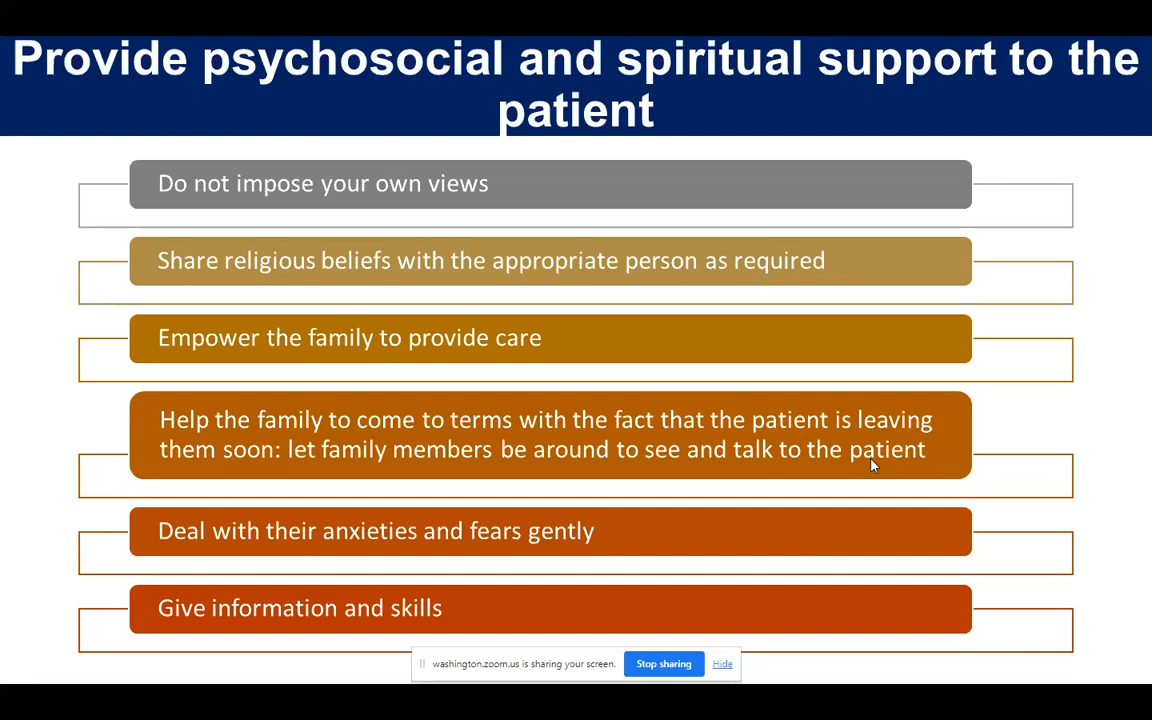 Provide psychosocial and spiritual support to the
patient
Do not impose your own views
Share religious beliefs with the appropriate person as required
Empower the family to provide care
Help the family to come to terms with the fact that the patient is leaving
them soon: let family members be around to see and talk to the patient
Deal with their anxieties and fears gently
Give information and skills
washington.zoom.us is sharing your screen. Stop sharing Hide